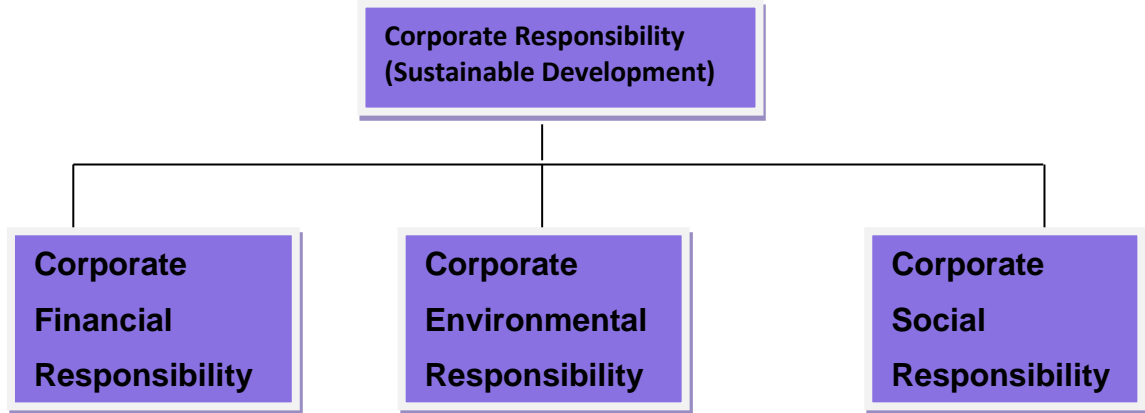 Corporate Responsibility
(Sustainable Development)
Corporate
Financial
Responsibility
Corporate
Environmental
Responsibility
Corporate
Social
Responsibility